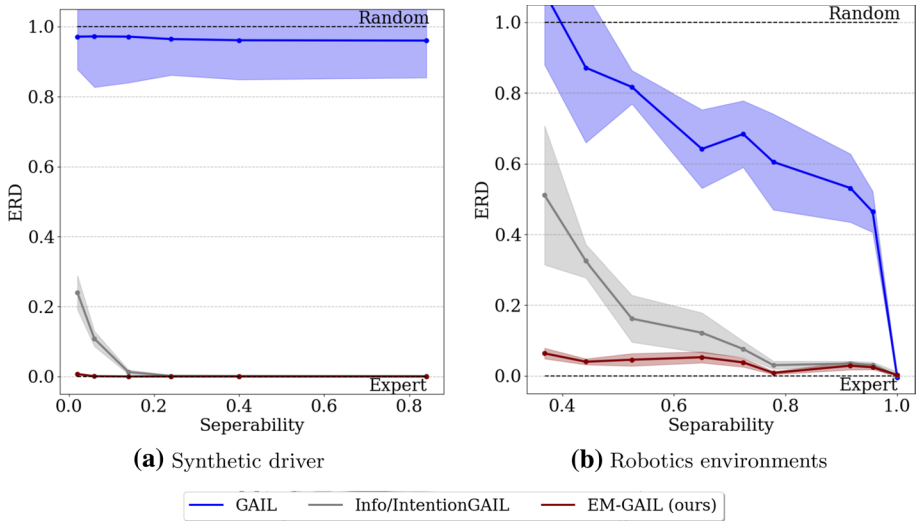 Random
1.0
0.8
0.6
0.4
0.2
0.0
ERD
Expert
0.0 0.2 0.4 0.6 0.8
Seperability
(a) Synthetic driver
Random
1.0
0.8
0.6
0.4
0.2
0.0
ERD
Expert
0.4 0.6 0.8 1.0
Separability
(b) Robotics environments
GAIL Info/IntentionGAIL EM-GAIL (ours)